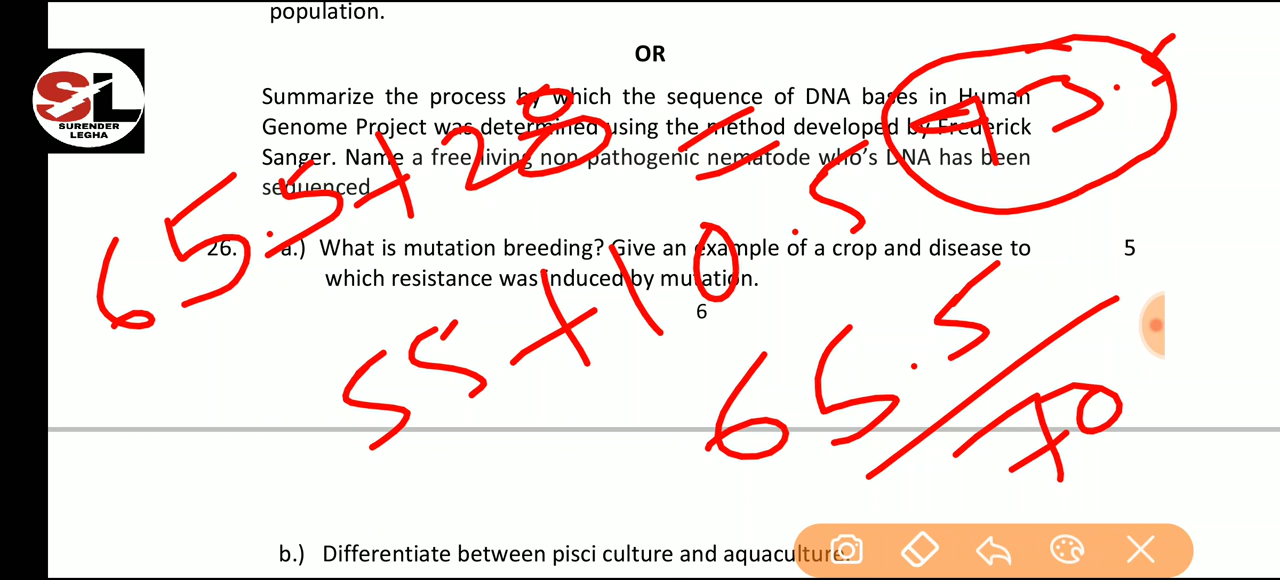 population.
OR
Summarize the process by which the sequence of DNA bases in Human
Genome Project was determined using the method developed by Frederick
Sanger. Name a free living non pathogenic nematode who's DNA has been
sequenced
SL
SURENDER
LEGHA
65.5 + 28 = 93.5
26. a.) What is mutation breeding? Give an example of a crop and disease to 5
which resistance was induced by mutation.
6
55 + 10.5
65.5/70
b.) Differentiate between pisci culture and aquaculture.